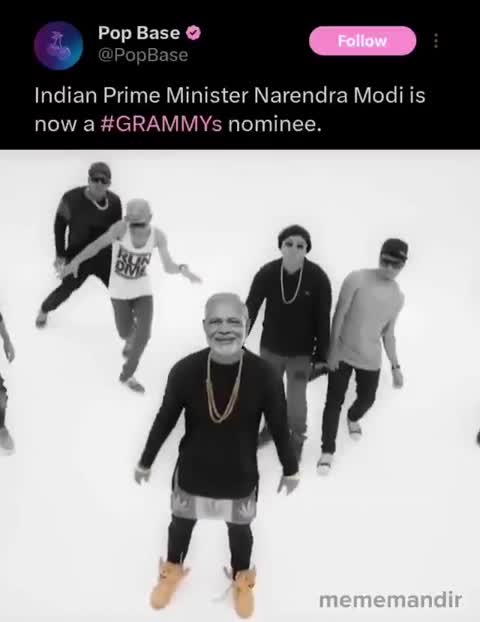 Pop Base
@PopBase
Follow
Indian Prime Minister Narendra Modi is
now a #GRAMMYs nominee.
RUN
DMC
mememandir